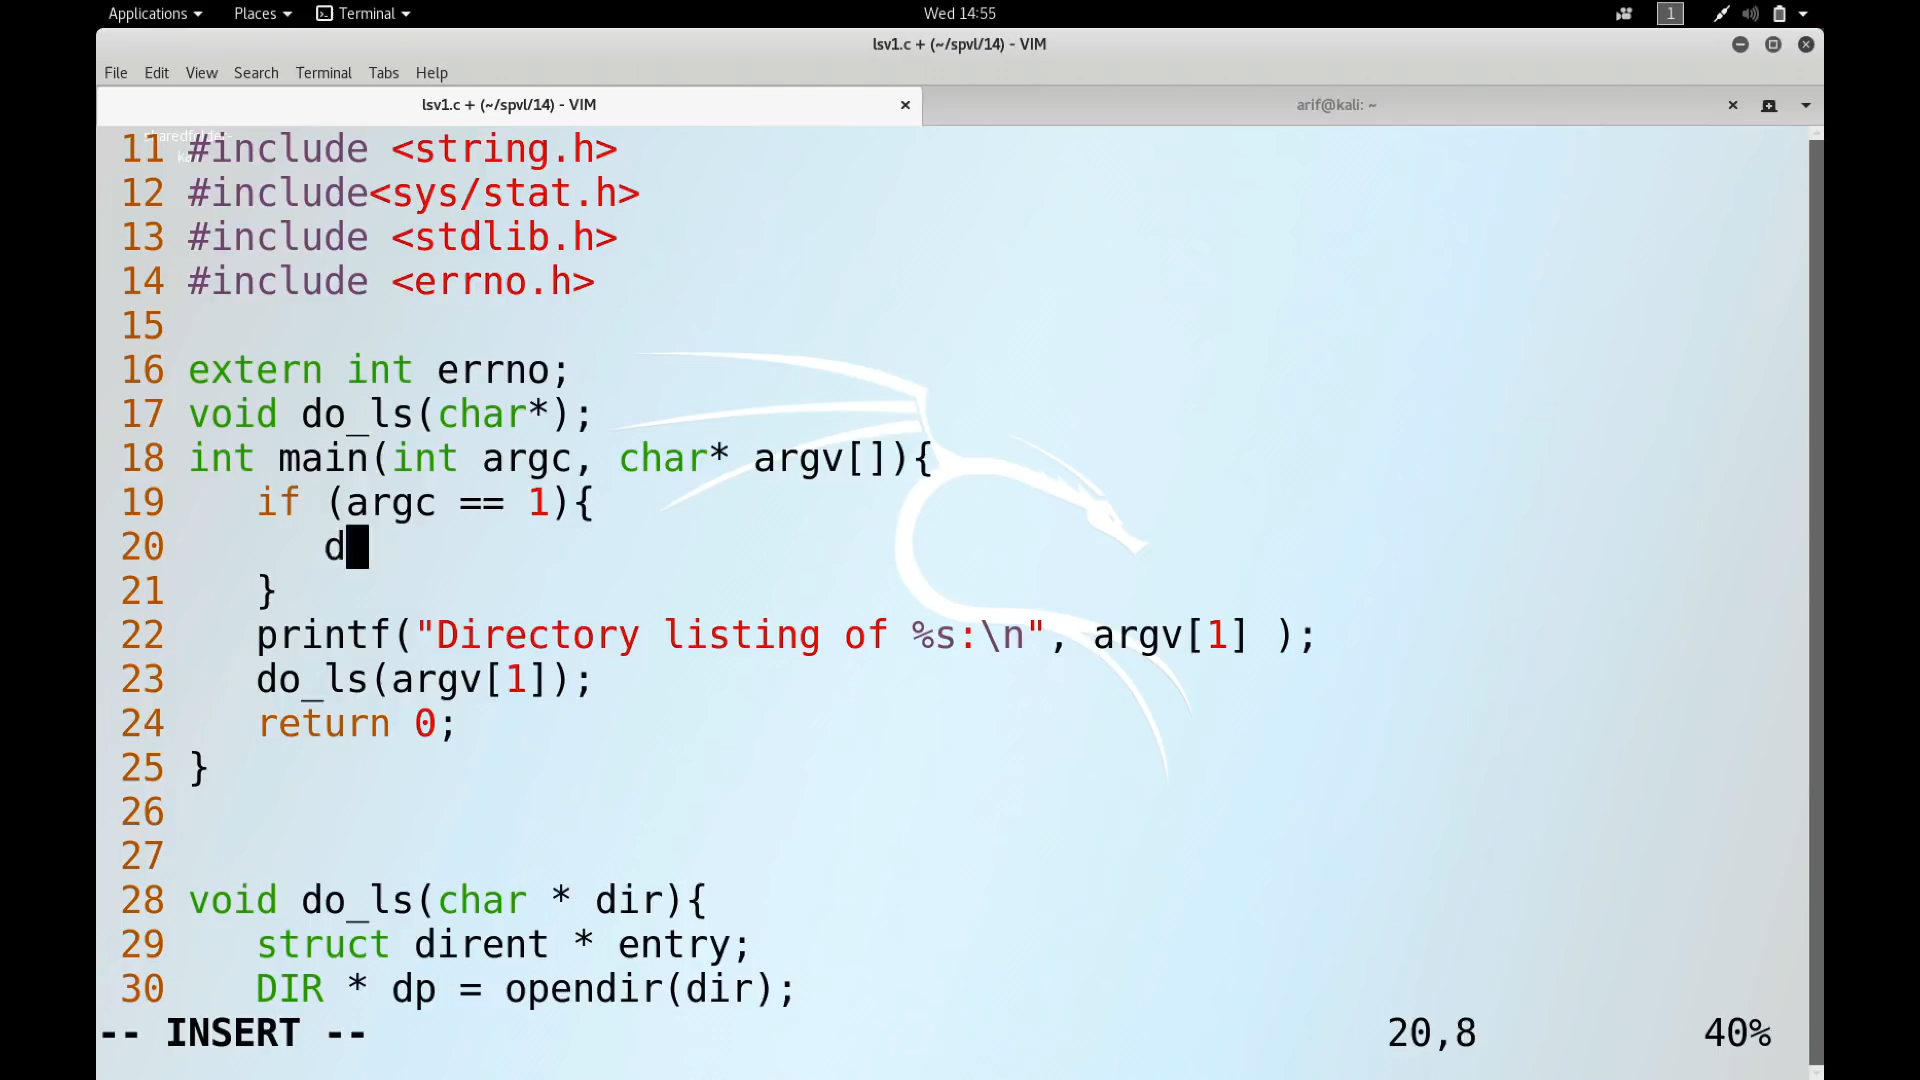 Applications Places Terminal Wed 14:55 1
lsv1.c + (~/spvl/14) - VIM
File Edit View Search Terminal Tabs Help
lsv1.c + (~/spvl/14) - VIM arif@kali: ~
11 #include <string.h>
12 #include<sys/stat.h>
13 #include <stdlib.h>
14 #include <errno.h>
15
16 extern int errno;
17 void do_ls(char*);
18 int main(int argc, char* argv[]){
19    if (argc == 1){
20       d
21    }
22    printf("Directory listing of %s:\n", argv[1] );
23    do_ls(argv[1]);
24    return 0;
25 }
26
27
28 void do_ls(char * dir){
29    struct dirent * entry;
30    DIR * dp = opendir(dir);
-- INSERT -- 20,8 40%